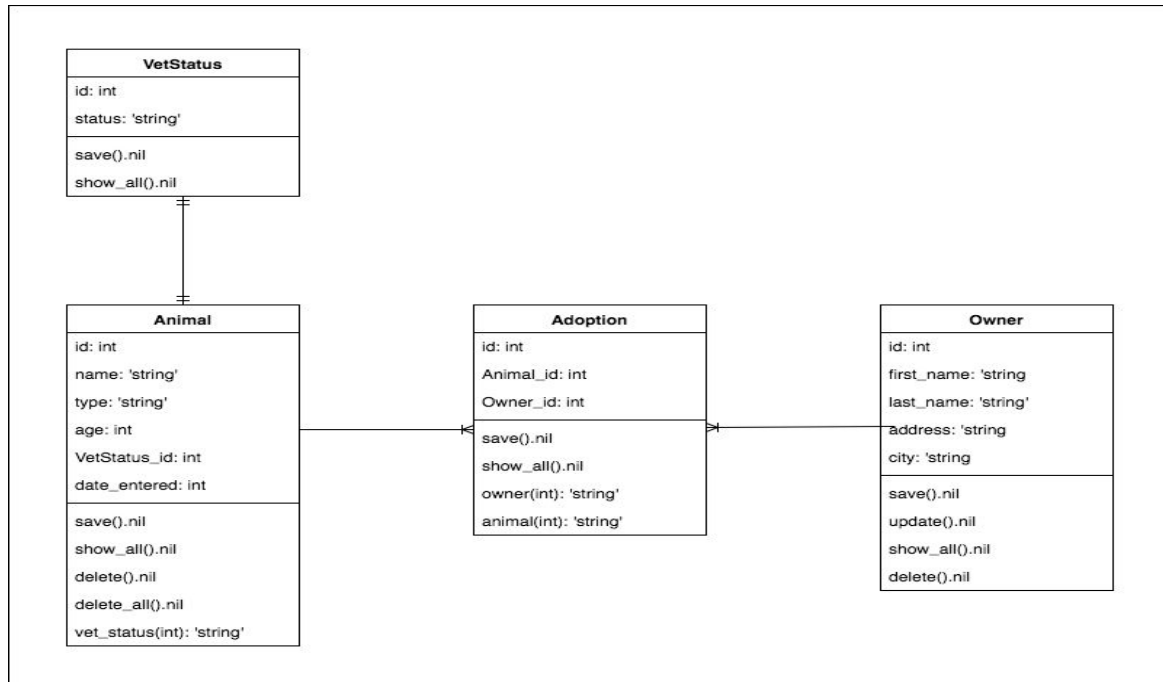 VetStatus
id: int
status: 'string'
save().nil
show_all().nil
Animal
id: int
name: 'string'
type: 'string'
age: int
VetStatus_id: int
date_entered: int
save().nil
show_all().nil
delete().nil
delete_all().nil
vet_status(int): 'string'
Adoption
id: int
Animal_id: int
Owner_id: int
save().nil
show_all().nil
owner(int): 'string'
animal(int): 'string'
Owner
id: int
first_name: 'string
last_name: 'string'
address: 'string
city: 'string
save().nil
update().nil
show_all().nil
delete().nil